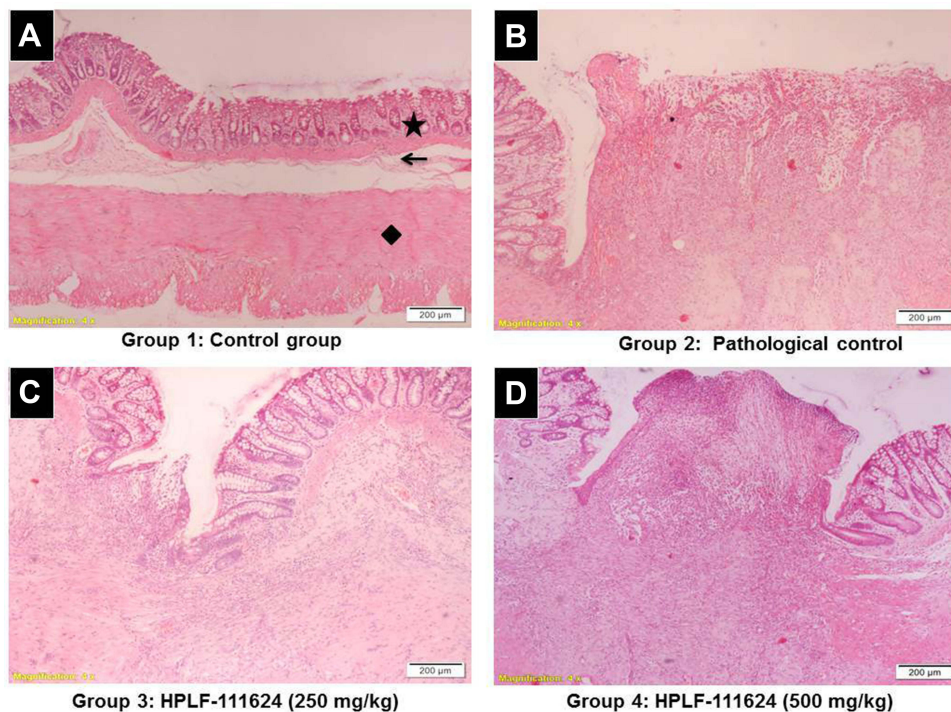 A
B
200 µm
Magnification: 4 x
200 µm
Magnification: 4 x
Group 1: Control group
Group 2: Pathological control
C
D
200 µm
Magnification: 4 x
200 µm
Magnification: 4 x
Group 3: HPLF-111624 (250 mg/kg)
Group 4: HPLF-111624 (500 mg/kg)